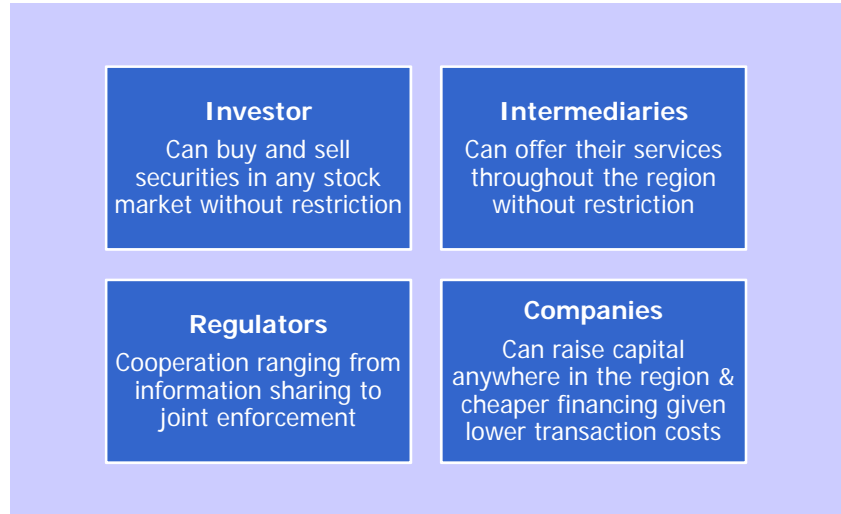 Investor
Can buy and sell
securities in any stock
market without restriction
Intermediaries
Can offer their services
throughout the region
without restriction
Regulators
Cooperation ranging from
information sharing to
joint enforcement
Companies
Can raise capital
anywhere in the region &
cheaper financing given
lower transaction costs